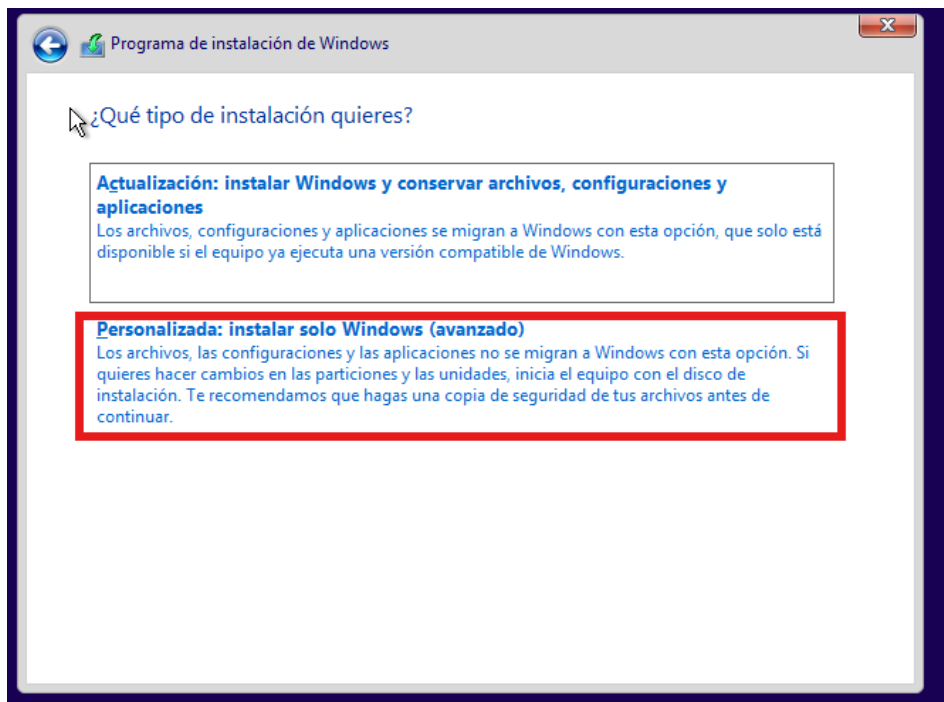 Programa de instalación de Windows
¿Qué tipo de instalación quieres?
Actualización: instalar Windows y conservar archivos, configuraciones y
aplicaciones
Los archivos, configuraciones y aplicaciones se migran a Windows con esta opción, que solo está
disponible si el equipo ya ejecuta una versión compatible de Windows.
Personalizada: instalar solo Windows (avanzado)
Los archivos, las configuraciones y las aplicaciones no se migran a Windows con esta opción. Si
quieres hacer cambios en las particiones y las unidades, inicia el equipo con el disco de
instalación. Te recomendamos que hagas una copia de seguridad de tus archivos antes de
continuar.